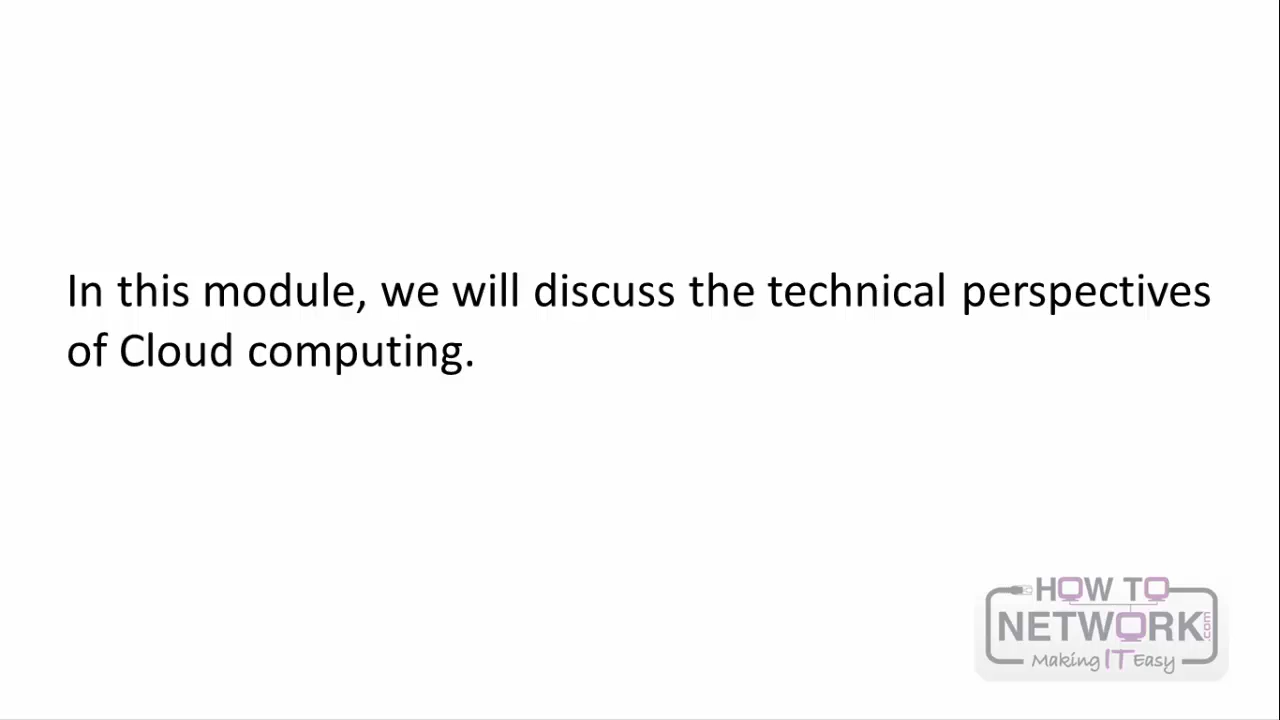 In this module, we will discuss the technical perspectives
of Cloud computing.
HOW TO
NETWORK.com
Making IT Easy